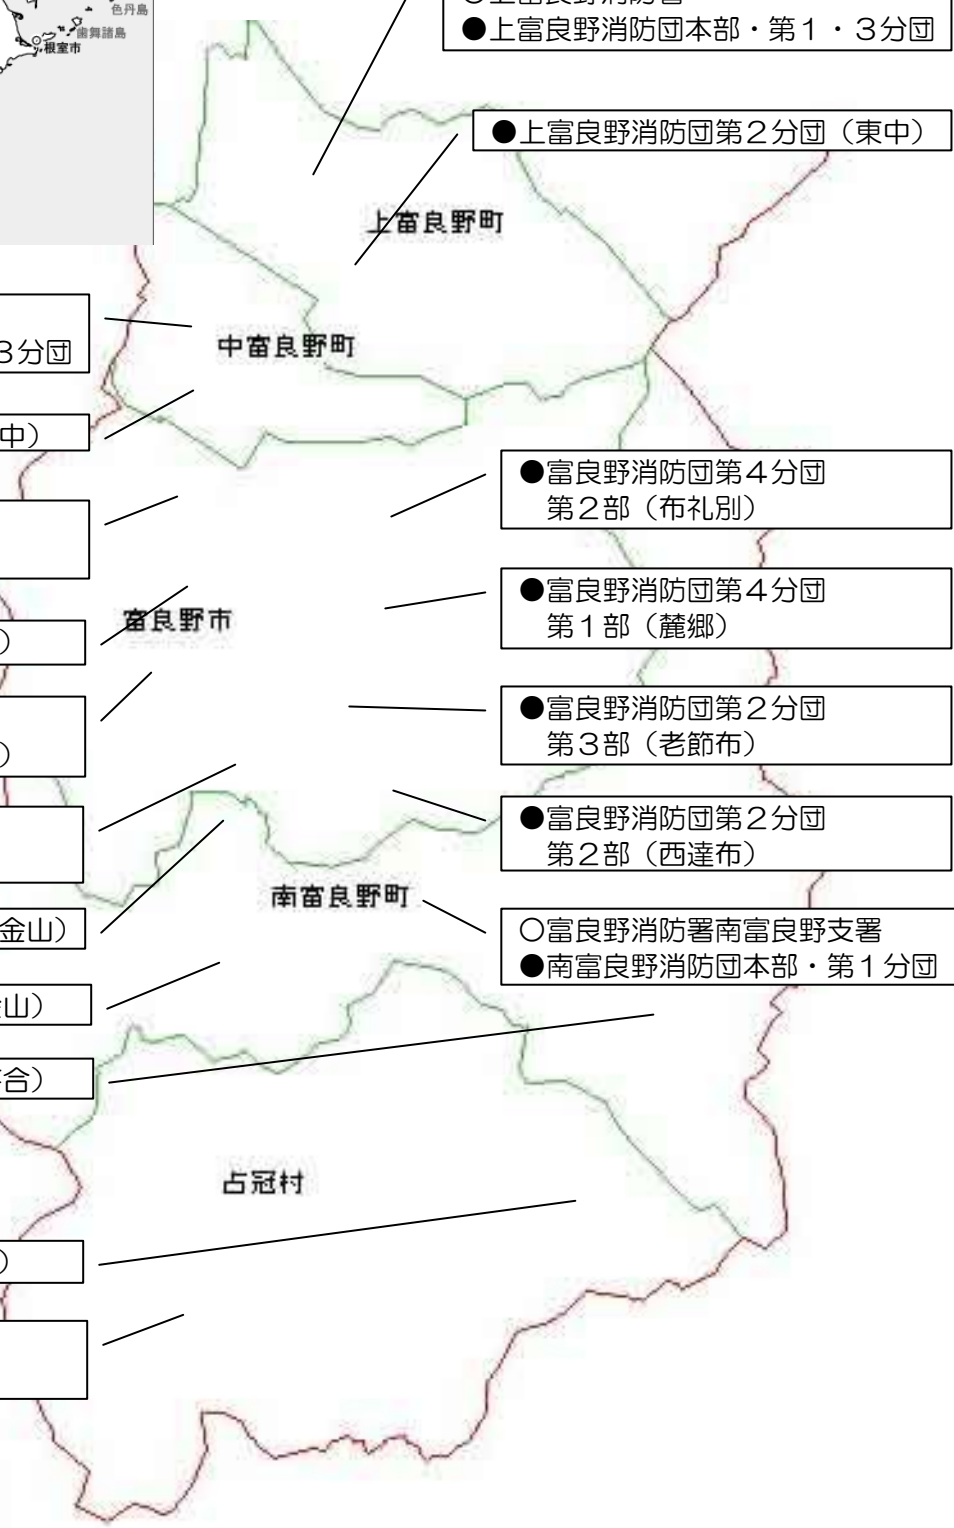 色丹島
歯舞諸島
根室市
○上富良野消防署
●上富良野消防団本部・第１・３分団
●上富良野消防団第２分団（東中）
上富良野町
３分団
中富良野町
中）
●富良野消防団第４分団
第２部（布礼別）
●富良野消防団第４分団
第１部（麓郷）
富良野市
）
●富良野消防団第２分団
第３部（老節布）
）
●富良野消防団第２分団
第２部（西達布）
南富良野町
金山）
○富良野消防署南富良野支署
●南富良野消防団本部・第１分団
山）
合）
占冠村
）